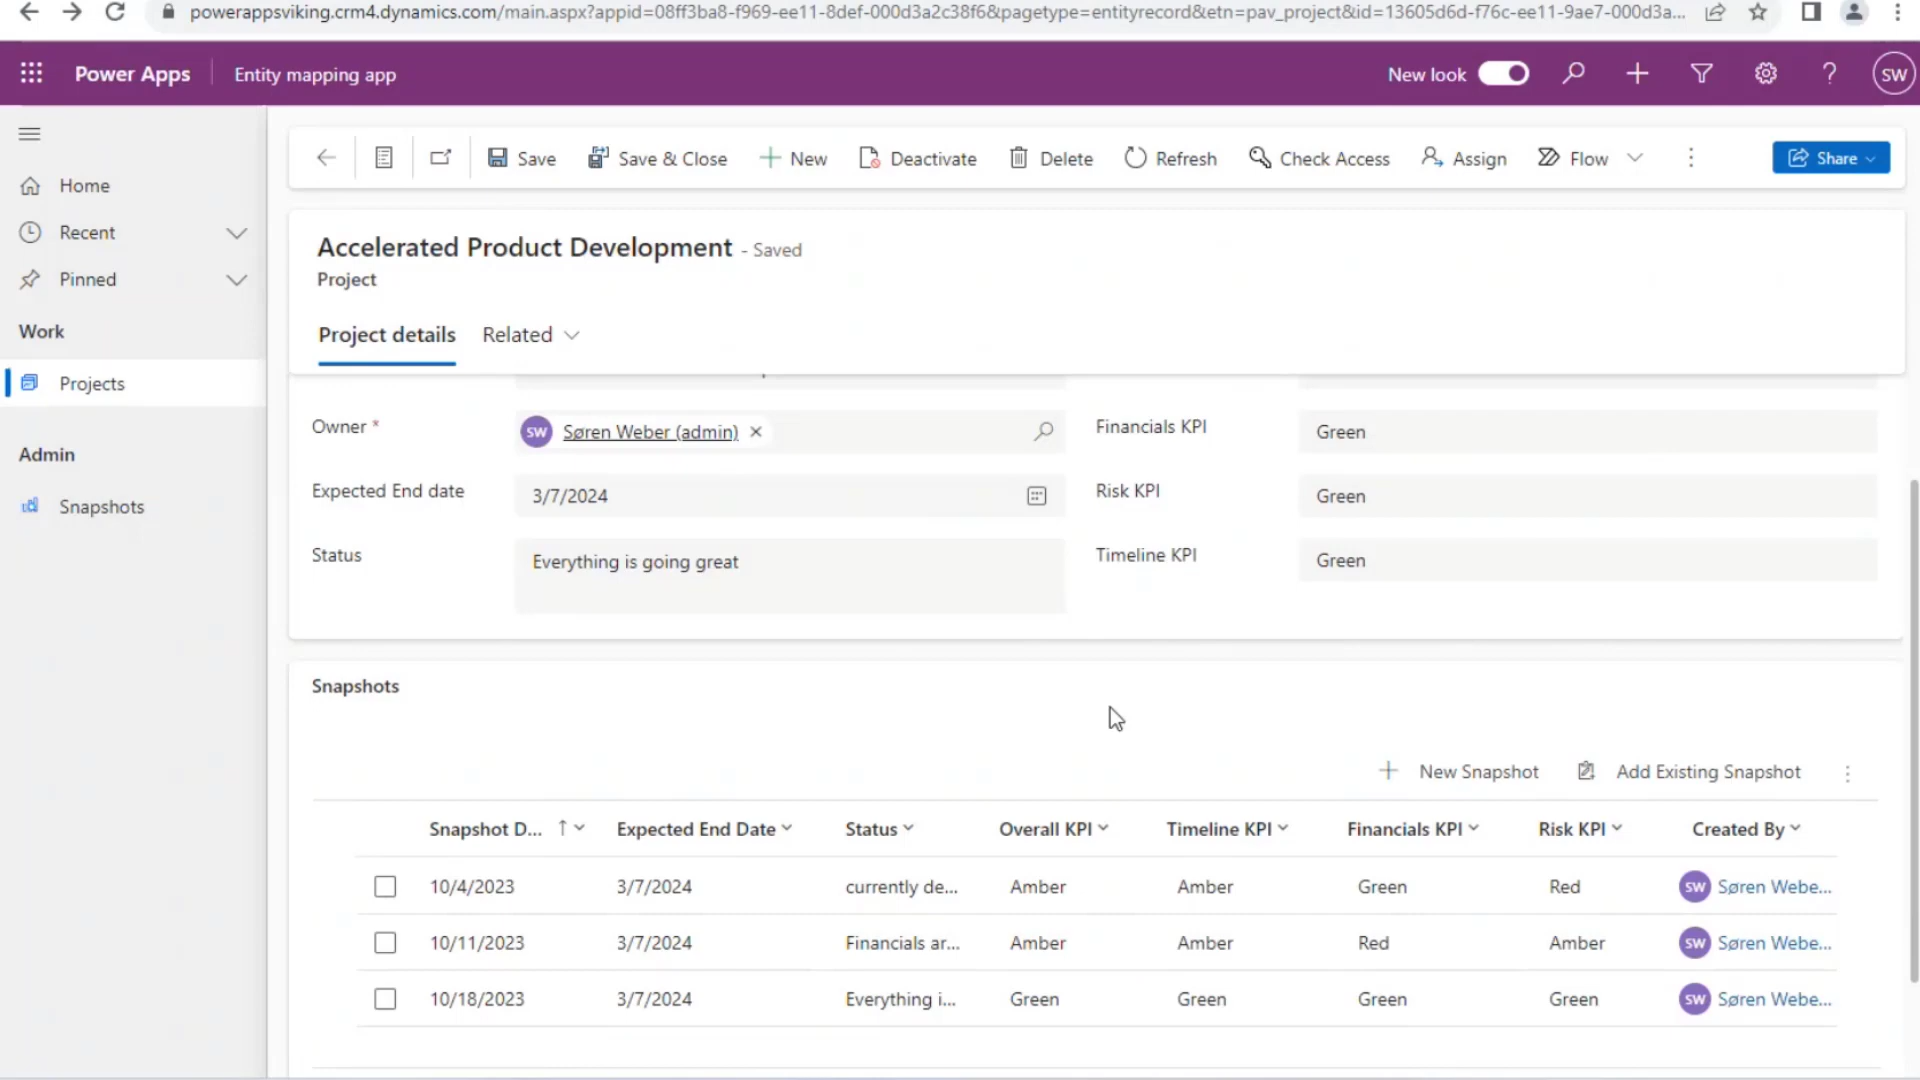 powerappsviking.crm4.dynamics.com/main.aspx?appid=08ff3ba8-f969-ee11-8def-000d3a2c38f6&pagetype=entityrecord&etn=pav_project&id=13605d6d-f76c-ee11-9ae7-000d3a...
Power Apps Entity mapping app New look SW
Save Save & Close New Deactivate Delete Refresh Check Access Assign Flow Share
Home
Recent
Pinned
Work
Projects
Admin
Snapshots
Accelerated Product Development - Saved
Project
Project details Related
Owner * SW Søren Weber (admin) Financials KPI Green
Expected End date 3/7/2024 Risk KPI Green
Status Everything is going great Timeline KPI Green
Snapshots
New Snapshot Add Existing Snapshot
Snapshot D... Expected End Date Status Overall KPI Timeline KPI Financials KPI Risk KPI Created By
10/4/2023 3/7/2024 currently de... Amber Amber Green Red SW Søren Webe...
10/11/2023 3/7/2024 Financials ar... Amber Amber Red Amber SW Søren Webe...
10/18/2023 3/7/2024 Everything i... Green Green Green Green SW Søren Webe...